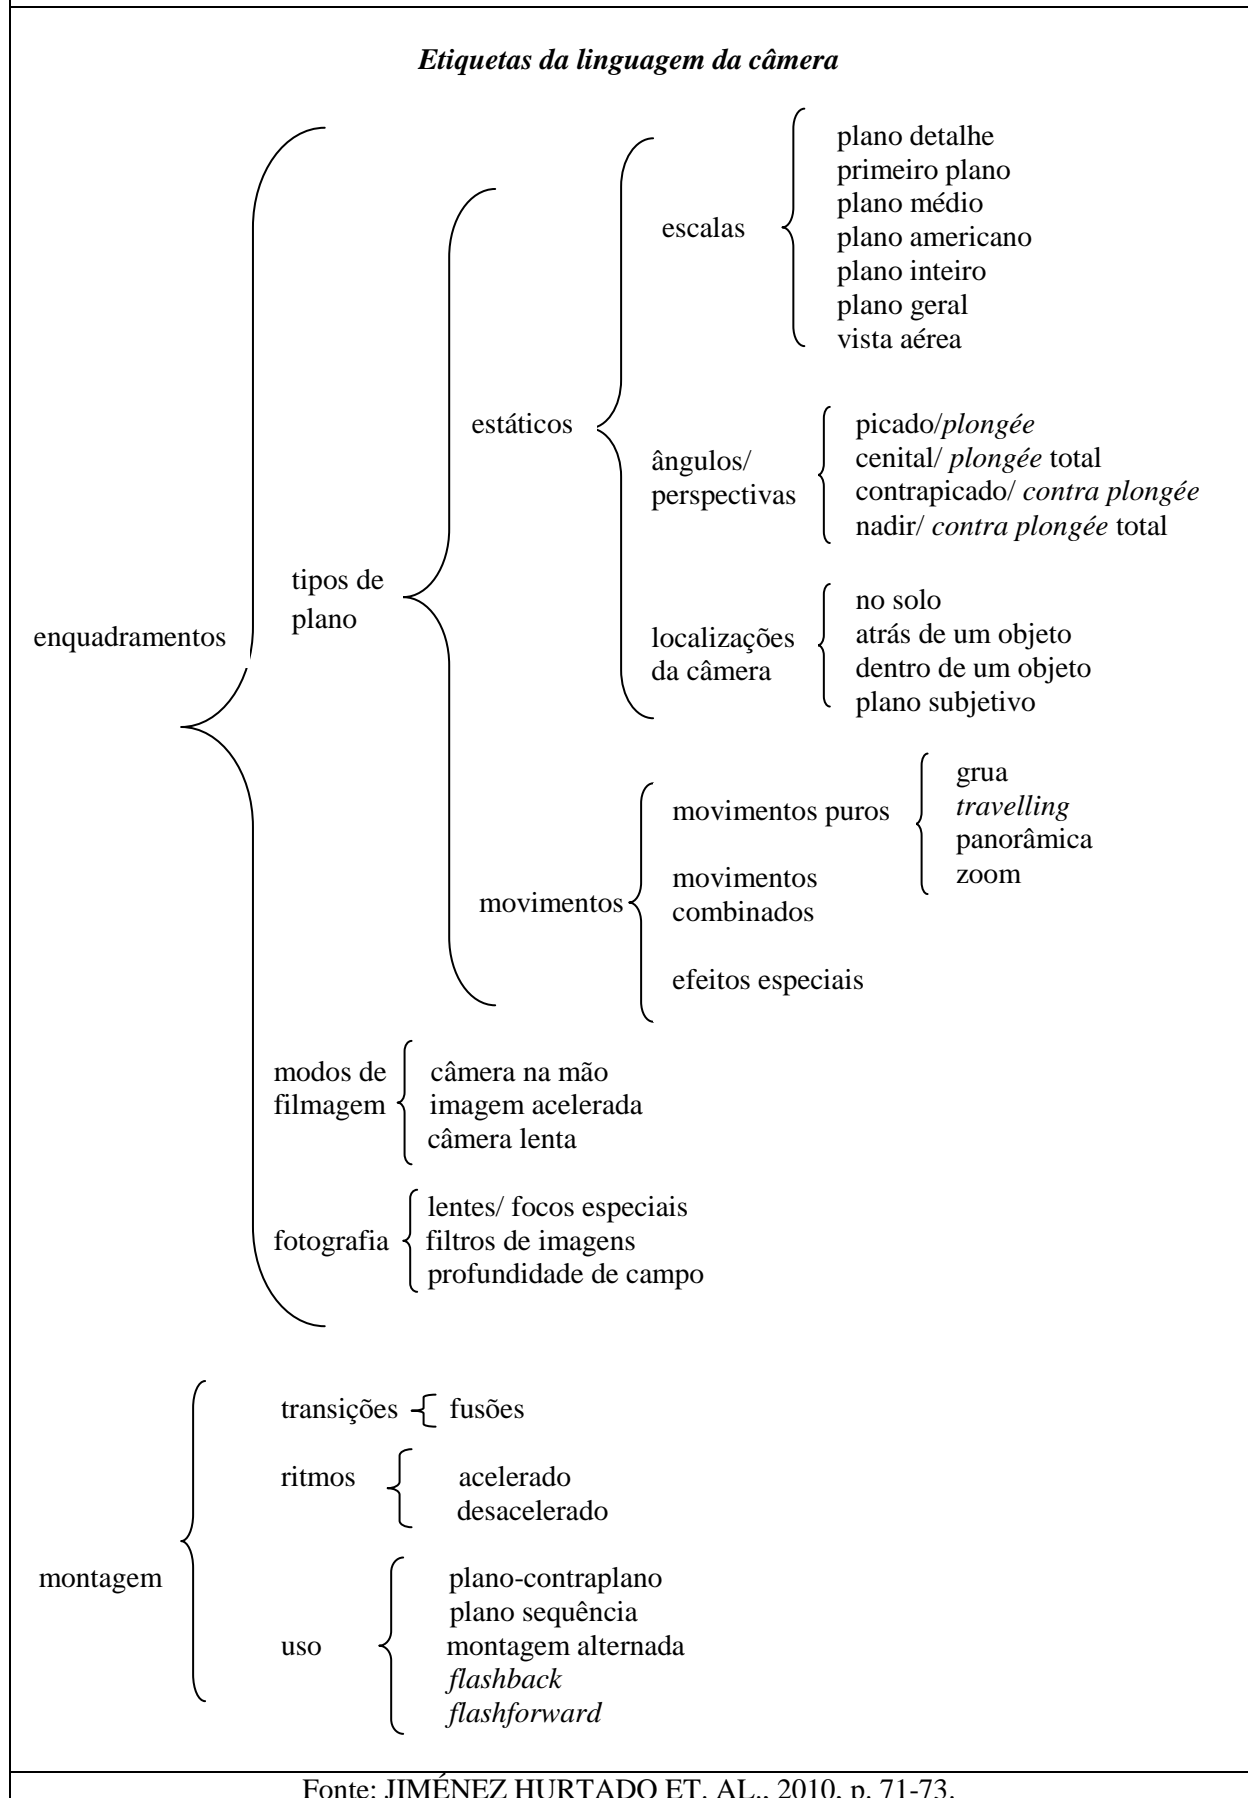 Etiquetas da linguagem da câmera
enquadramentos
tipos de
plano
estáticos
escalas
plano detalhe
primeiro plano
plano médio
plano americano
plano inteiro
plano geral
vista aérea
ângulos/
perspectivas
picado/plongée
cenital/ plongée total
contrapicado/ contra plongée
nadir/ contra plongée total
localizações
da câmera
no solo
atrás de um objeto
dentro de um objeto
plano subjetivo
movimentos
movimentos puros
grua
travelling
panorâmica
zoom
movimentos
combinados
efeitos especiais
modos de
filmagem
câmera na mão
imagem acelerada
câmera lenta
fotografia
lentes/ focos especiais
filtros de imagens
profundidade de campo
montagem
transições
fusões
ritmos
acelerado
desacelerado
uso
plano-contraplano
plano sequência
montagem alternada
flashback
flashforward
Fonte: JIMÉNEZ HURTADO ET. AL., 2010, p. 71-73.